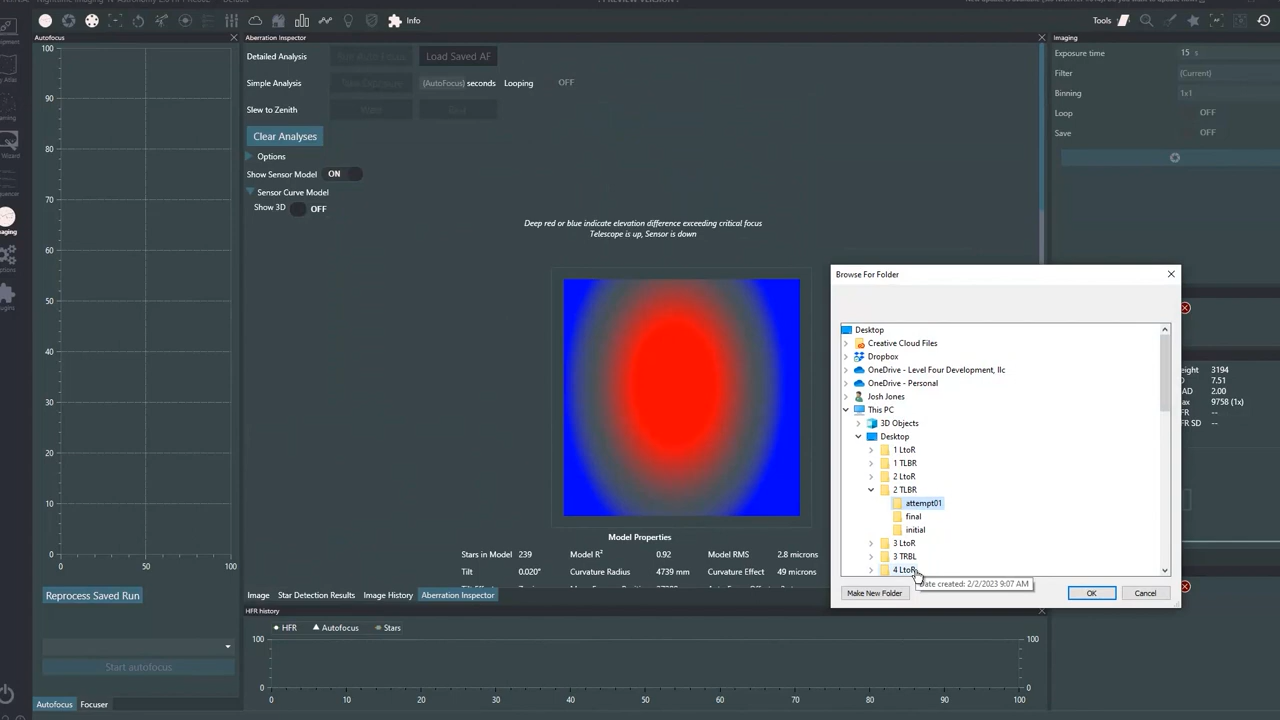 Info
Tools
Autofocus
Aberration Inspector
Imaging
100
90
80
70
60
50
40
30
20
10
0
0
50
100
Reprocess Saved Run
Start autofocus
Autofocus
Focuser
Detailed Analysis
Load Saved AF
Simple Analysis
(AutoFocus) seconds
Looping
OFF
Slew to Zenith
Clear Analyses
Options
Show Sensor Model
ON
Sensor Curve Model
Show 3D
OFF
Deep red or blue indicate elevation difference exceeding critical focus
Telescope is up, Sensor is down
Model Properties
Stars in Model 239 Model R² 0.92 Model RMS 2.8 microns
Tilt 0.020° Curvature Radius 4739 mm Curvature Effect 49 microns
Image
Star Detection Results
Image History
Aberration Inspector
HFR history
HFR
Autofocus
Stars
100
100
0
0
0 10 20 30 40 50 60 70 80 90 100
Exposure time 15 s
Filter (Current)
Binning 1x1
Loop OFF
Save OFF
Browse For Folder
Desktop
Creative Cloud Files
Dropbox
OneDrive - Level Four Development, llc
OneDrive - Personal
Josh Jones
This PC
3D Objects
Desktop
1 LtoR
1 TLBR
2 LtoR
2 TLBR
attempt01
final
initial
3 LtoR
3 TRBL
4 LtoR
Date created: 2/2/2023 9:07 AM
Make New Folder
OK
Cancel
3194
7.51
2.00
9758 (1x)
--
FR SD --